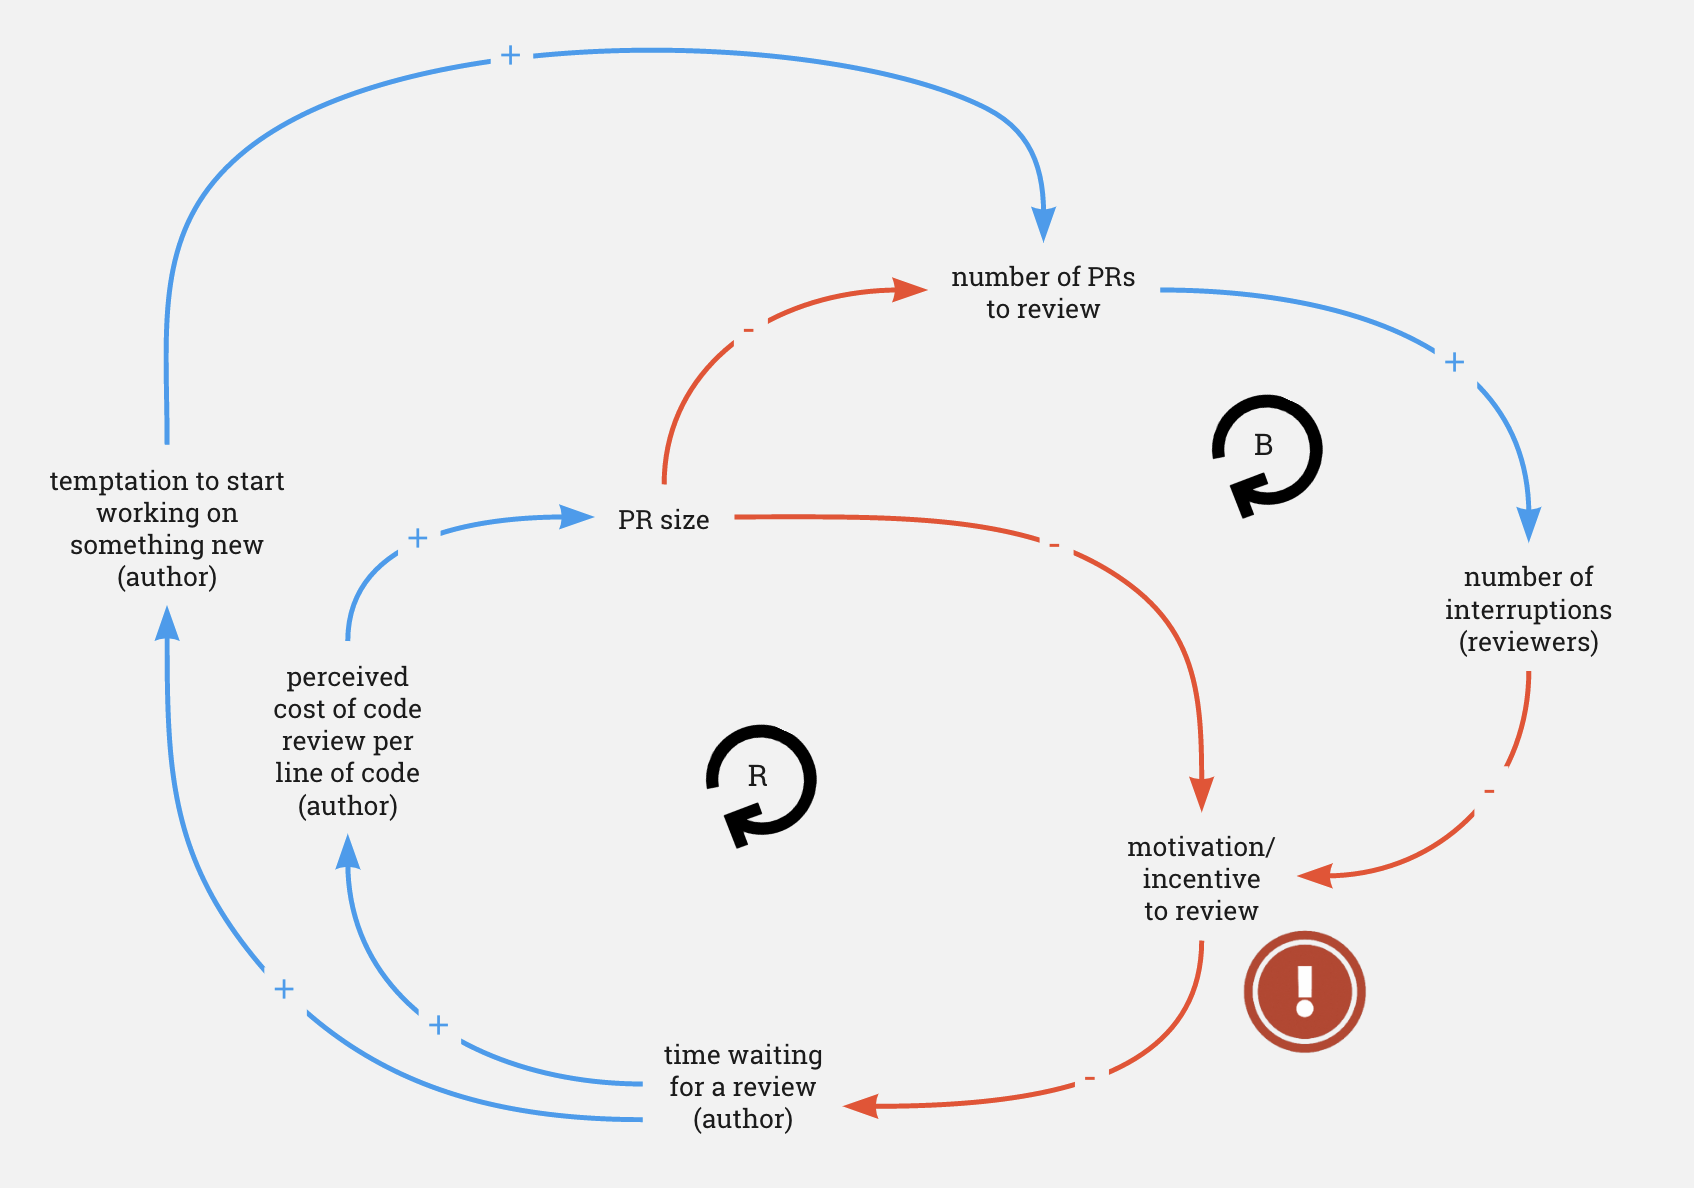 +
number of PRs
to review
-
+
B
temptation to start
working on
something new
(author)
+
PR size
-
number of
interruptions
(reviewers)
perceived
cost of code
review per
line of code
(author)
R
-
motivation/
incentive
to review
!
+
+
time waiting
for a review
(author)
-